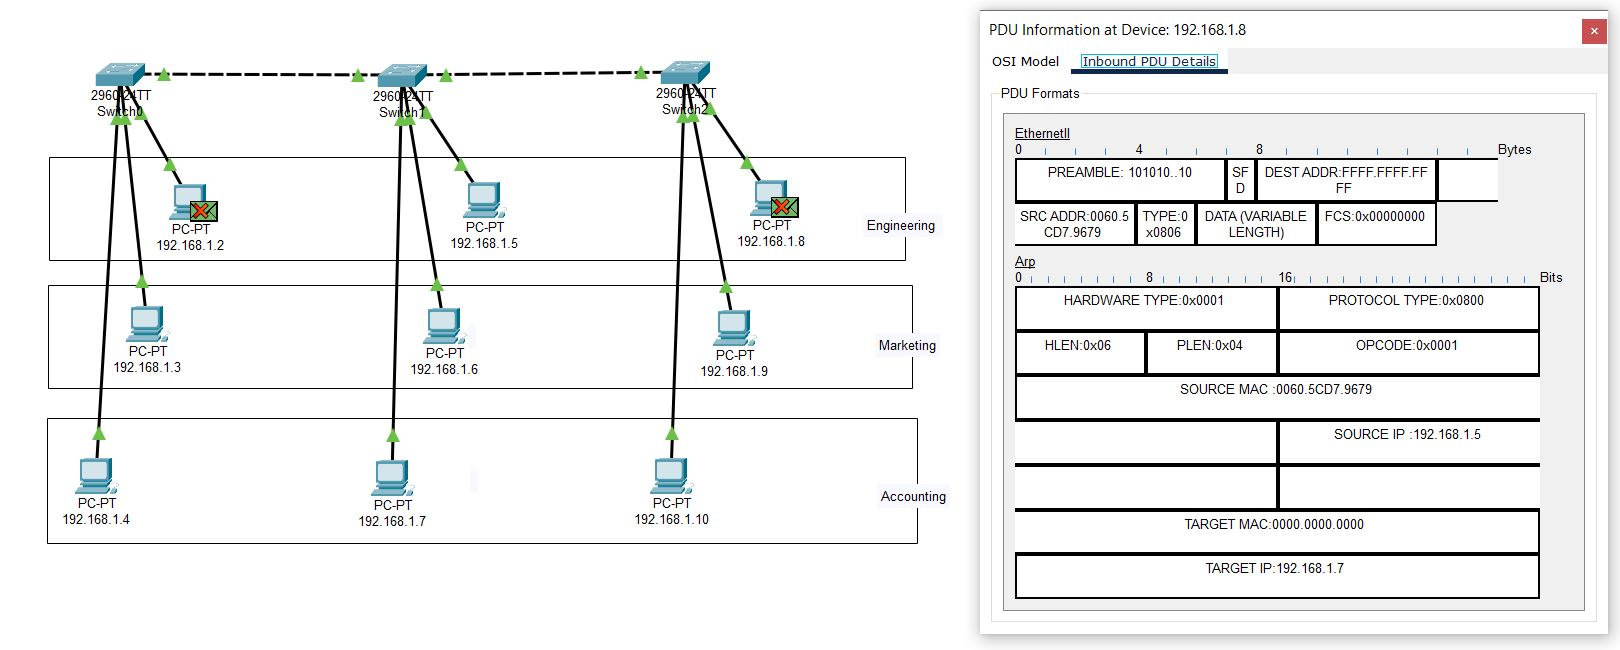 2960-24TT
Switch0
2960-24TT
Switch1
2960-24TT
Switch2
PC-PT
192.168.1.2
PC-PT
192.168.1.5
PC-PT
192.168.1.8
Engineering
PC-PT
192.168.1.3
PC-PT
192.168.1.6
PC-PT
192.168.1.9
Marketing
PC-PT
192.168.1.4
PC-PT
192.168.1.7
PC-PT
192.168.1.10
Accounting
PDU Information at Device: 192.168.1.8
×
OSI Model Inbound PDU Details
PDU Formats
EthernetII
0 4 8 Bytes
PREAMBLE: 101010..10
SF
D
DEST ADDR:FFFF.FFFF.FF
FF
SRC ADDR:0060.5
CD7.9679
TYPE:0
x0806
DATA (VARIABLE
LENGTH)
FCS:0x00000000
Arp
0 8 16 Bits
HARDWARE TYPE:0x0001 PROTOCOL TYPE:0x0800
HLEN:0x06 PLEN:0x04 OPCODE:0x0001
SOURCE MAC :0060.5CD7.9679
SOURCE IP :192.168.1.5
TARGET MAC:0000.0000.0000
TARGET IP:192.168.1.7